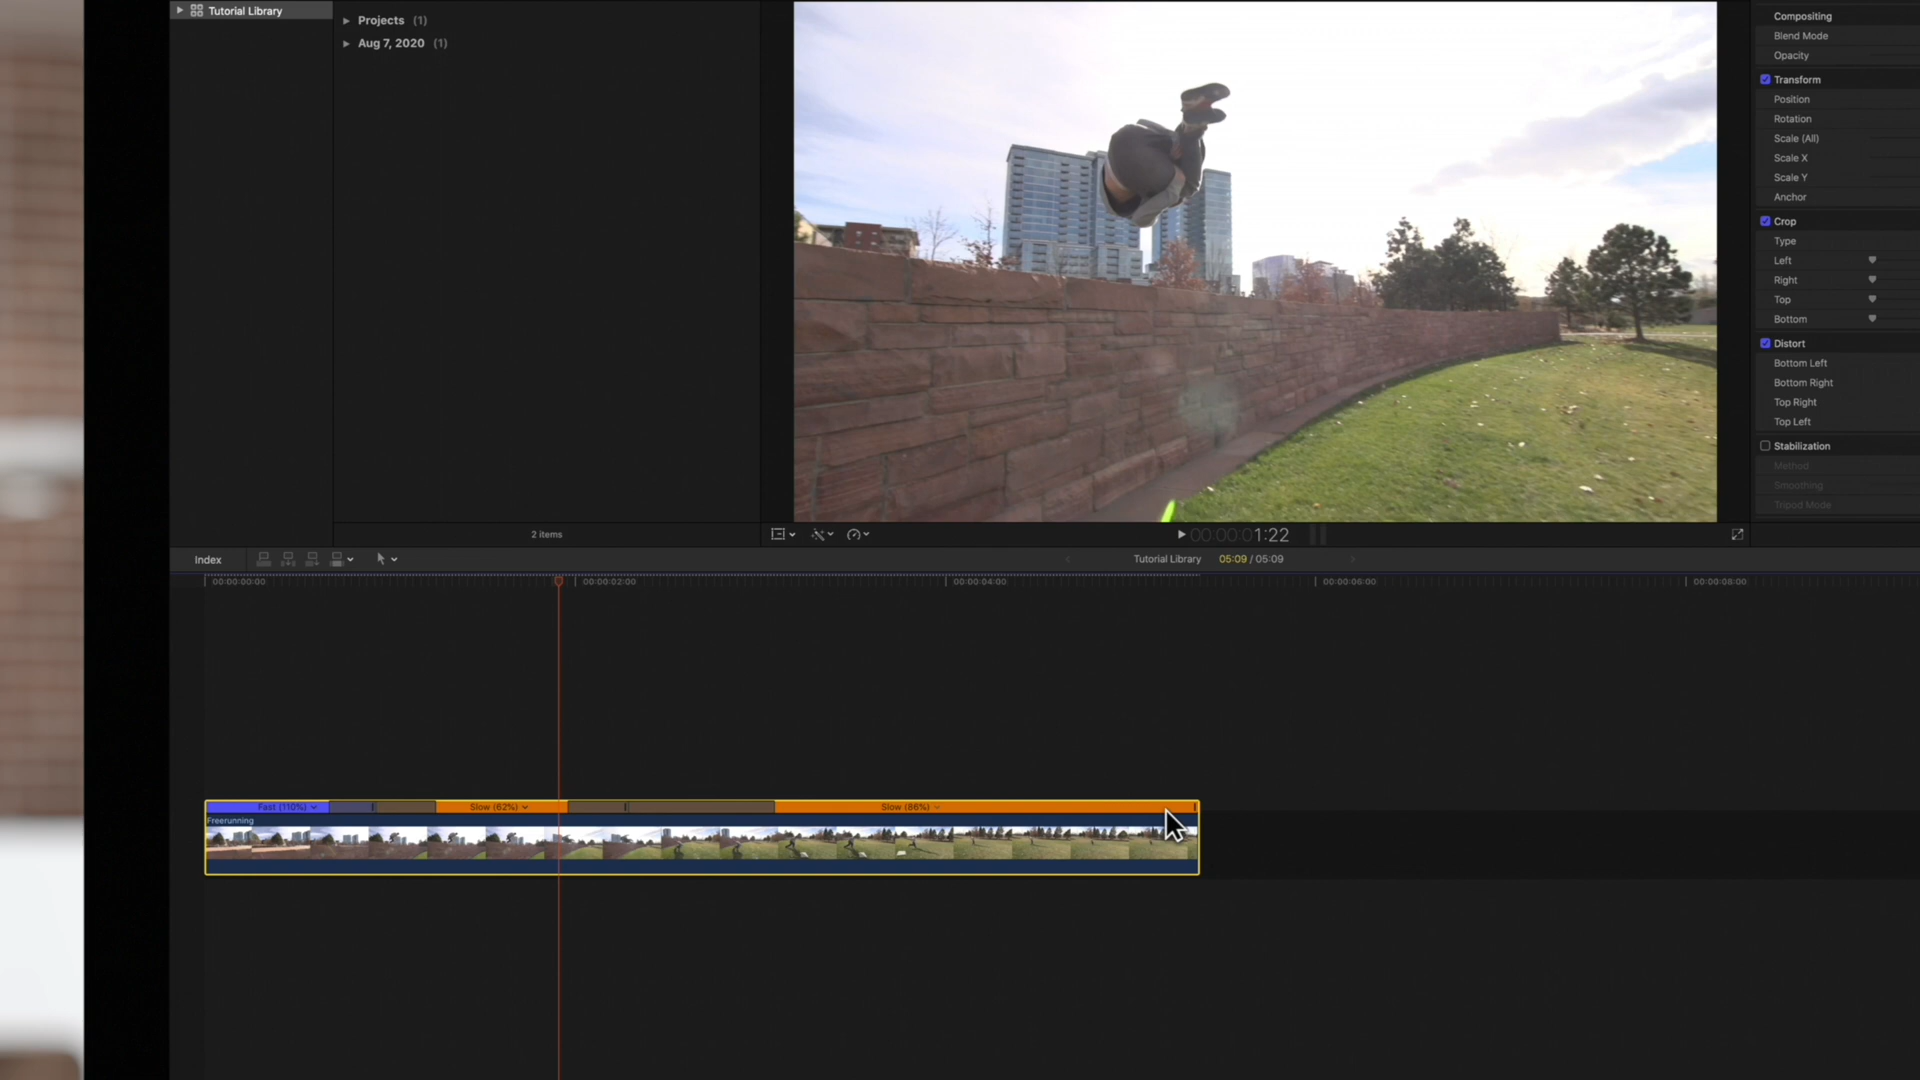 Tutorial Library
Projects (1)
Aug 7, 2020 (1)
2 items
Compositing
Blend Mode
Opacity
Transform
Position
Rotation
Scale (All)
Scale X
Scale Y
Anchor
Crop
Type
Left
Right
Top
Bottom
Distort
Bottom Left
Bottom Right
Top Right
Top Left
Stabilization
Method
Smoothing
Tripod Mode
00:00:00:01:22
Index
Tutorial Library 05:09 / 05:09
00:00:00:00 00:00:02:00 00:00:04:00 00:00:06:00 00:00:08:00
Fast (110%) Slow (62%) Slow (86%)
Freerunning